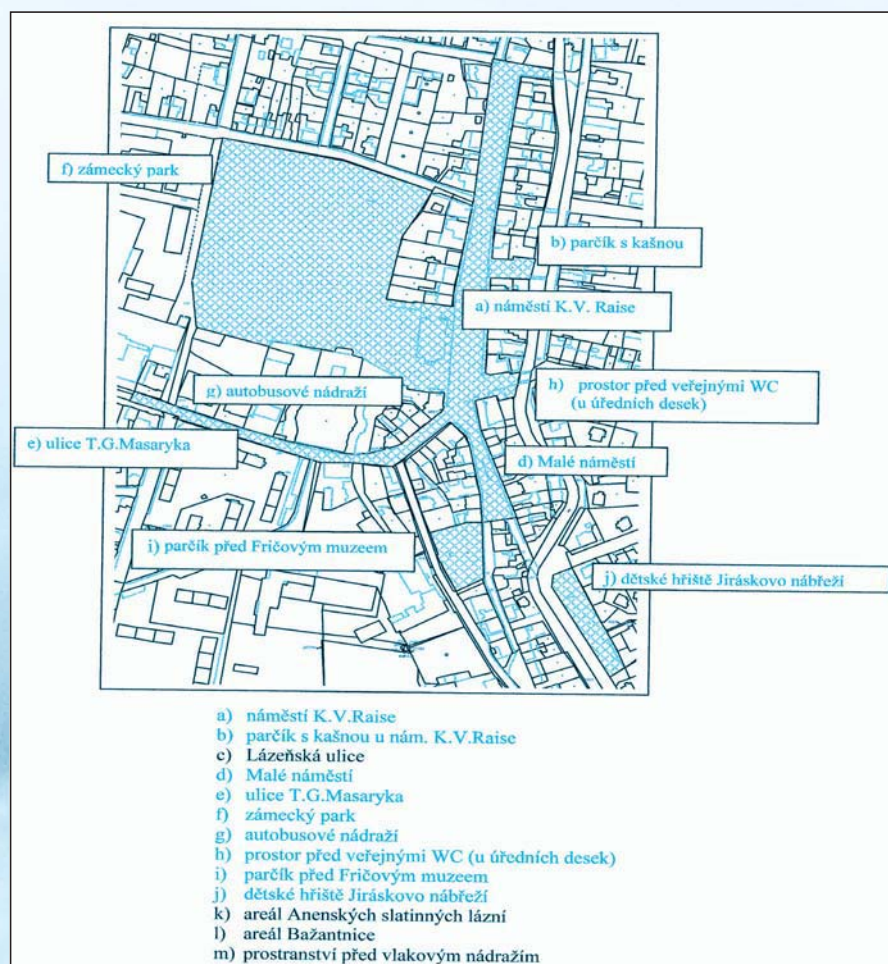 f) zámecký park
b) parčík s kašnou
a) náměstí K.V. Raise
g) autobusové nádraží
h) prostor před veřejnými WC
(u úředních desek)
e) ulice T.G.Masaryka
d) Malé náměstí
i) parčík před Fričovým muzeem
j) dětské hřiště Jiráskovo nábřeží
a) náměstí K.V.Raise
b) parčík s kašnou u nám. K.V.Raise
c) Lázeňská ulice
d) Malé náměstí
e) ulice T.G.Masaryka
f) zámecký park
g) autobusové nádraží
h) prostor před veřejnými WC (u úředních desek)
i) parčík před Fričovým muzeem
j) dětské hřiště Jiráskovo nábřeží
k) areál Anenských slatinných lázní
l) areál Bažantnice
m) prostranství před vlakovým nádražím